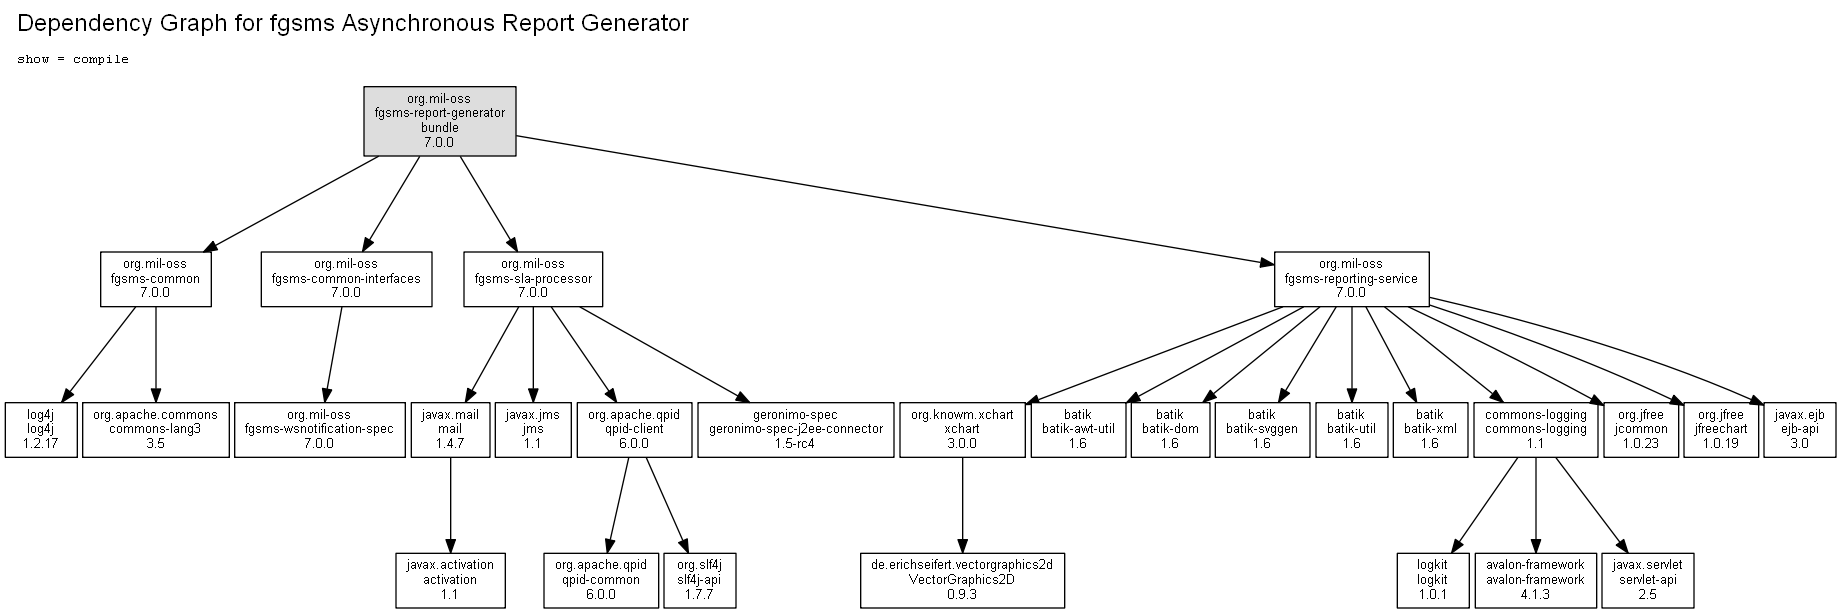 Dependency Graph for fgsms Asynchronous Report Generator
show = compile
org.mil-oss
fgsms-report-generator
bundle
7.0.0
org.mil-oss
fgsms-common
7.0.0
org.mil-oss
fgsms-common-interfaces
7.0.0
org.mil-oss
fgsms-sla-processor
7.0.0
org.mil-oss
fgsms-reporting-service
7.0.0
log4j
log4j
1.2.17
org.apache.commons
commons-lang3
3.5
org.mil-oss
fgsms-wsnotification-spec
7.0.0
javax.mail
mail
1.4.7
javax.jms
jms
1.1
org.apache.qpid
qpid-client
6.0.0
geronimo-spec
geronimo-spec-j2ee-connector
1.5-rc4
org.knowm.xchart
xchart
3.0.0
batik
batik-awt-util
1.6
batik
batik-dom
1.6
batik
batik-svggen
1.6
batik
batik-util
1.6
batik
batik-xml
1.6
commons-logging
commons-logging
1.1
org.jfree
jcommon
1.0.23
org.jfree
jfreechart
1.0.19
javax.ejb
ejb-api
3.0
javax.activation
activation
1.1
org.apache.qpid
qpid-common
6.0.0
org.slf4j
slf4j-api
1.7.7
de.erichseifert.vectorgraphics2d
VectorGraphics2D
0.9.3
logkit
logkit
1.0.1
avalon-framework
avalon-framework
4.1.3
javax.servlet
servlet-api
2.5